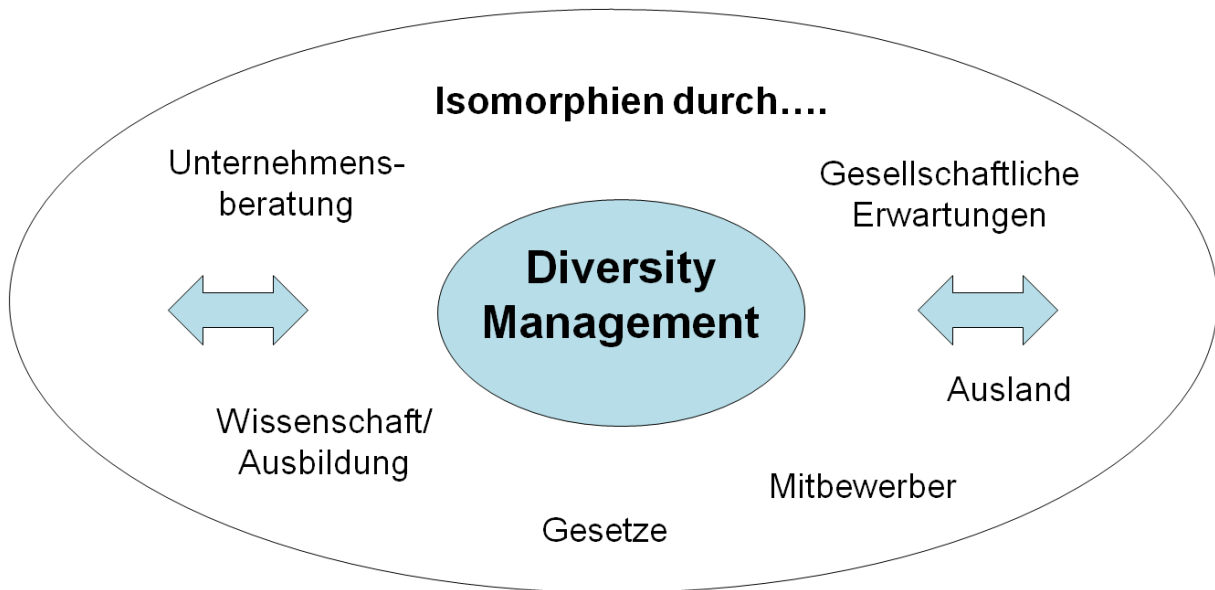 Isomorphien durch....
Unternehmens-
beratung
Gesellschaftliche
Erwartungen
Diversity
Management
Ausland
Wissenschaft/
Ausbildung
Mitbewerber
Gesetze